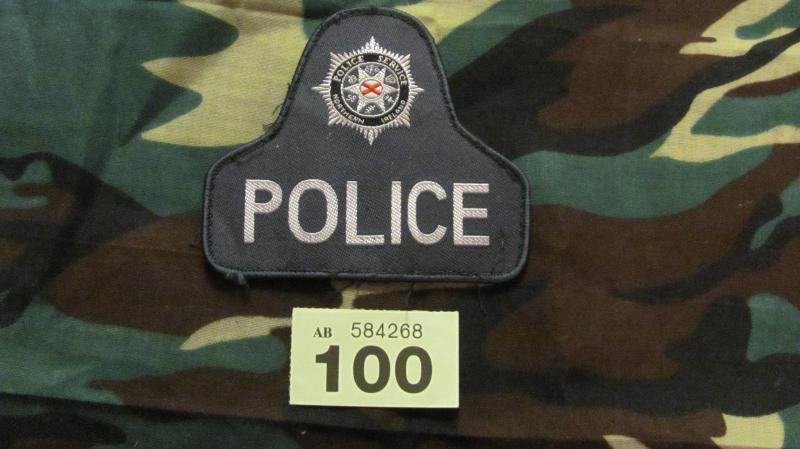 POLICE SERVICE
NORTHERN IRELAND
POLICE
AB 584268
100